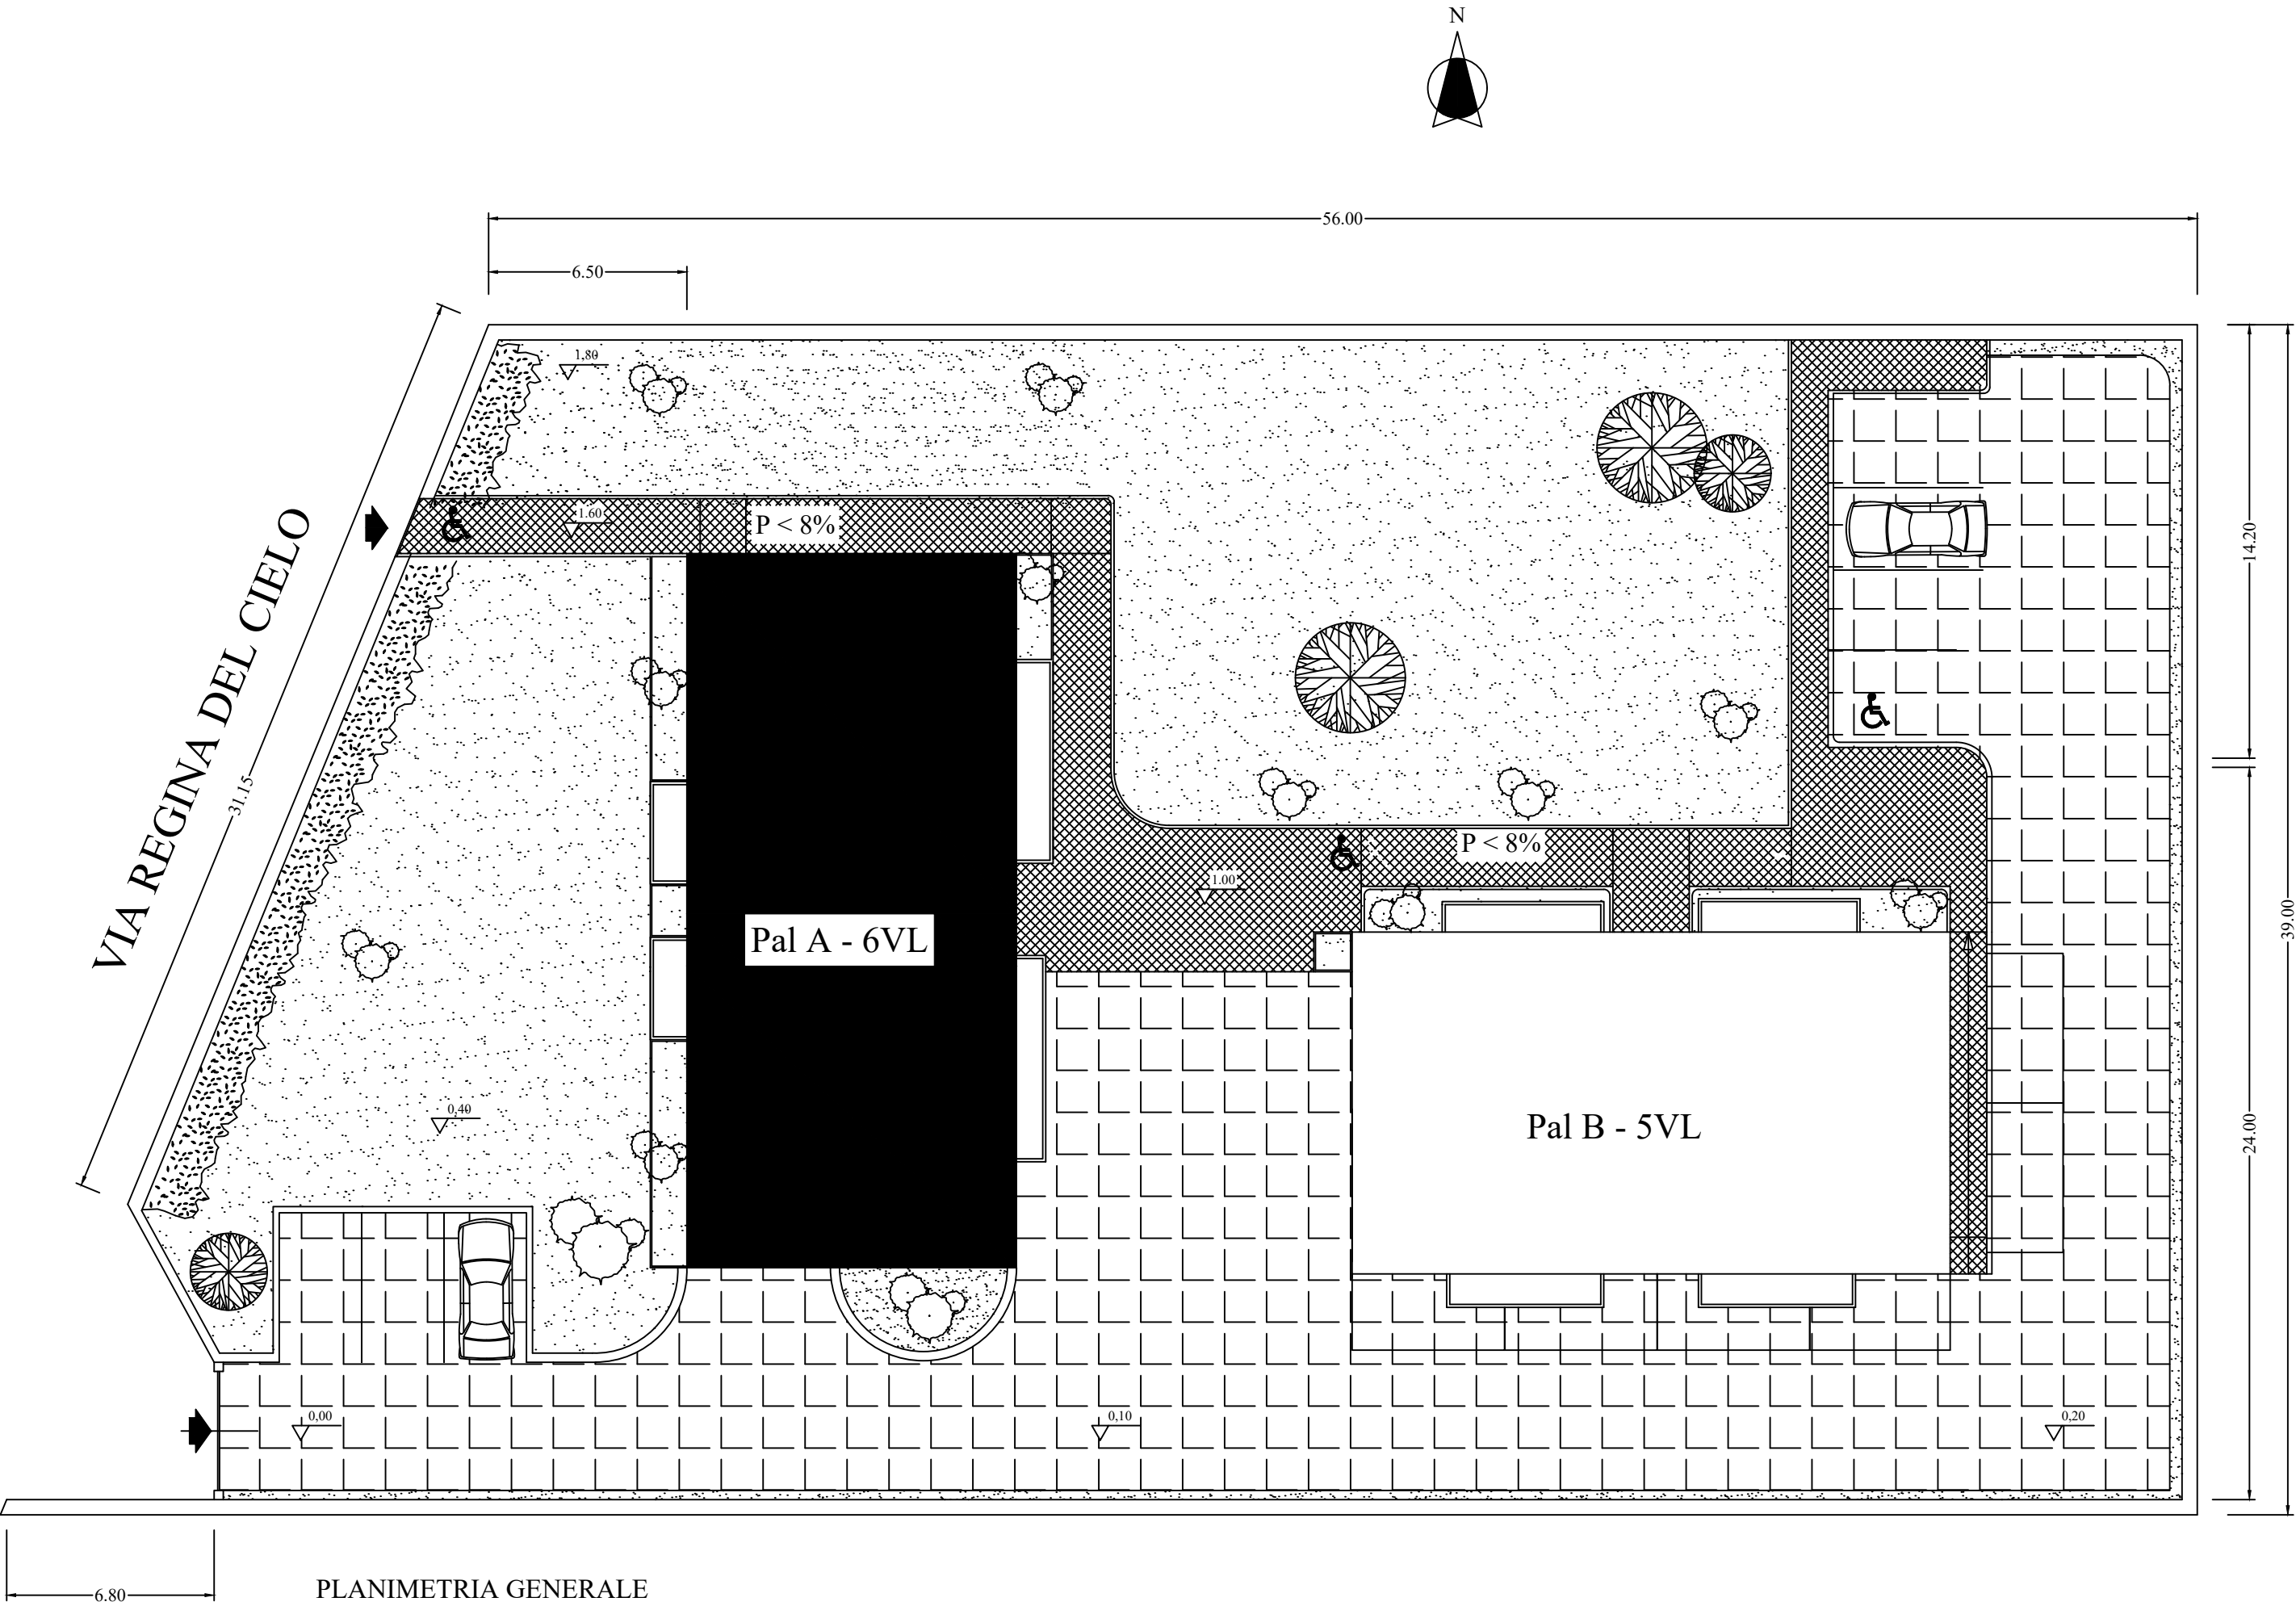 N
56.00
6.50
1,80
1.60
P < 8%
14.20
VIA REGINA DEL CIELO
31.15
P < 8%
1.00
39.00
Pal A - 6VL
0,40
Pal B - 5VL
24.00
0,00
0,10
0,20
6.80
PLANIMETRIA GENERALE